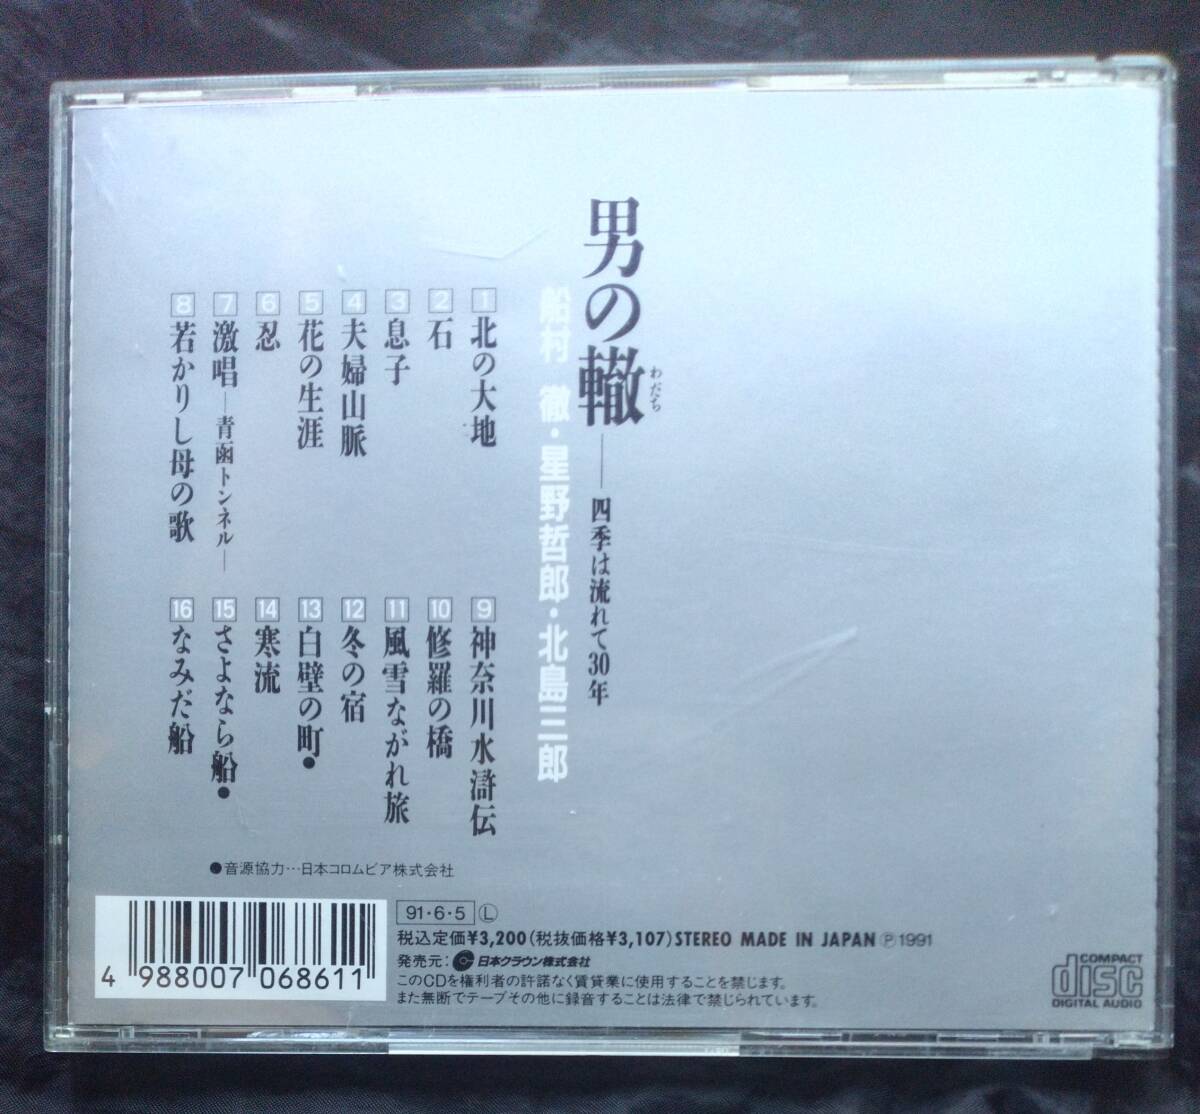 男の轍
わだち
──四季は流れて30年
船村 徹・星野哲郎・北島三郎
1 北の大地
2 石
3 息子
4 夫婦山脈
5 花の生涯
6 忍
7 激唱─青函トンネル─
8 若かりし母の歌
9 神奈川水滸伝
10 修羅の橋
11 風雪ながれ旅
12 冬の宿
13 白壁の町●
14 寒流
15 さよなら船●
16 なみだ船
●音源協力…日本コロムビア株式会社
4 988007 068611
91・6・5 Ⓛ
税込定価¥3,200(税抜価格¥3,107)STEREO MADE IN JAPAN Ⓟ1991
発売元：日本クラウン株式会社
このCDを権利者の許諾なく賃貸業に使用することを禁じます。
また無断でテープその他に録音することは法律で禁じられています。
COMPACT
disc
DIGITAL AUDIO